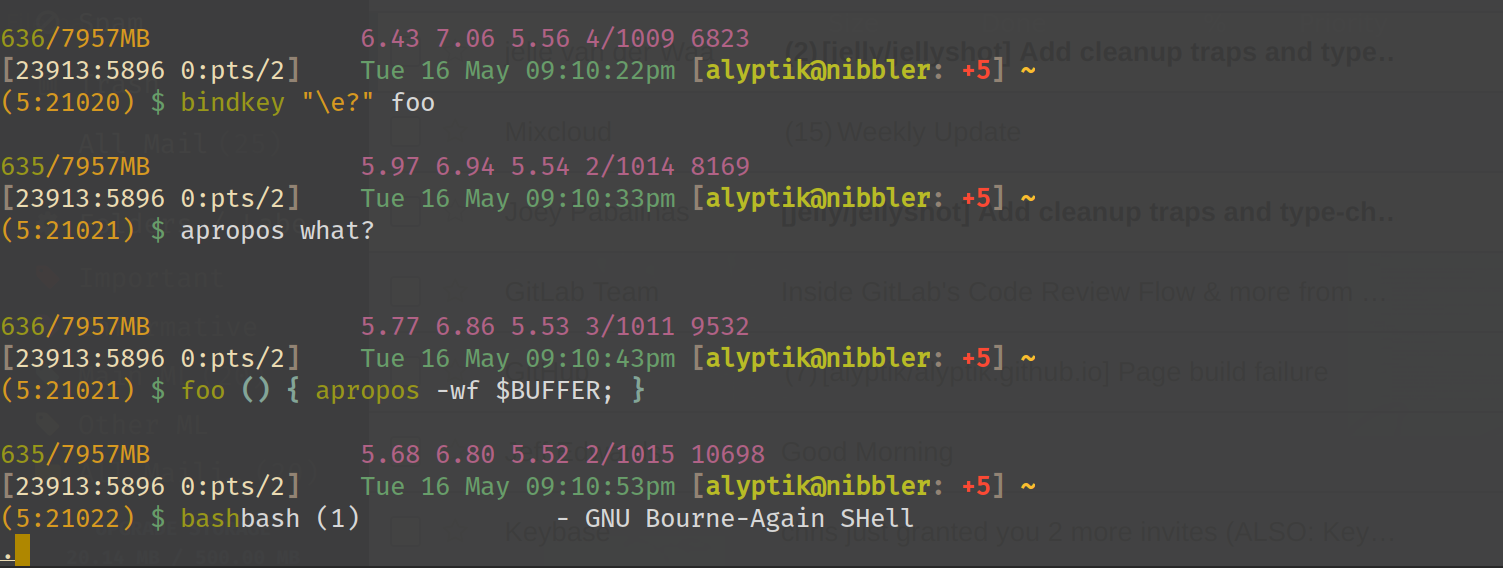 Spam
636/7957MB 6.43 7.06 5.56 4/1009 6823
(2) [jelly/jellyshot] Add cleanup traps and type-…
[23913:5896 0:pts/2] Tue 16 May 09:10:22pm [alyptik@nibbler: +5] ~
(5:21020) $ bindkey "\e?" foo
All Mail
Mixcloud (15) Weekly Update
635/7957MB 5.97 6.94 5.54 2/1014 8169
[23913:5896 0:pts/2] Tue 16 May 09:10:33pm [alyptik@nibbler: +5] ~
Joey Pabalinas [jelly/jellyshot] Add cleanup traps and type-ch…
(5:21021) $ apropos what?
Important
GitLab Team Inside GitLab's Code Review Flow & more from …
636/7957MB 5.77 6.86 5.53 3/1011 9532
[23913:5896 0:pts/2] Tue 16 May 09:10:43pm [alyptik@nibbler: +5] ~
GitHub Page build failure
(5:21021) $ foo () { apropos -wf $BUFFER; }
Other ML
Good Morning
635/7957MB 5.68 6.80 5.52 2/1015 10698
[23913:5896 0:pts/2] Tue 16 May 09:10:53pm [alyptik@nibbler: +5] ~
(5:21022) $ bashbash (1) - GNU Bourne-Again SHell
Keybase chris just granted you 2 more invites (ALSO: Key…
.